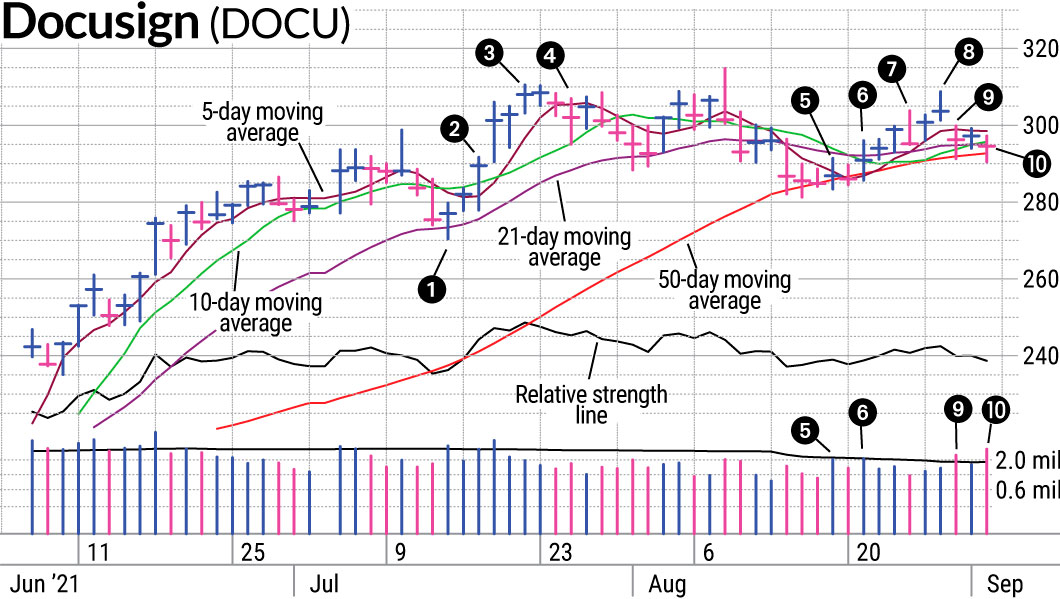 Docusign (DOCU)
320
3
4
8
7
5-day moving
average
5
6
9
300
2
10
280
21-day moving
average
50-day moving
average
1
260
10-day moving
average
240
Relative strength
line
5
6
9
10
2.0 mil
0.6 mil
11
25
9
23
6
20
Jun '21
Jul
Aug
Sep